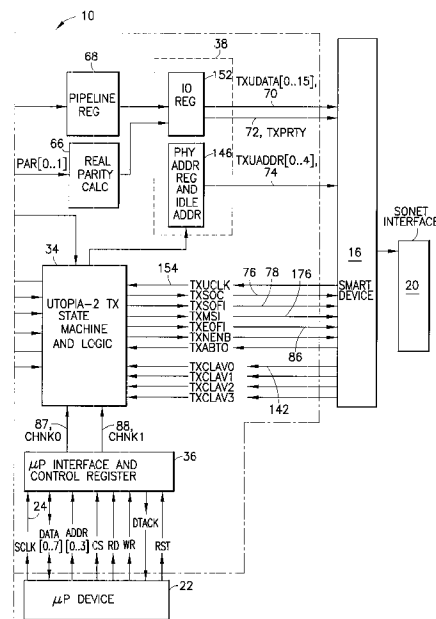 10
38
68
152
TXUDATA[0..15],
PIPELINE
REG
IO
REG
70
72, TXPRTY
66
146
TXUADDR[0..4],
74
PAR[0..1]
REAL
PARITY
CALC
PHY
ADDR
REG
AND
IDLE
ADDR
SONET
INTERFACE
16
20
34
154
76
78
176
TXUCLK
SMART
DEVICE
UTOPIA-2 TX
STATE
MACHINE
AND LOGIC
TXSOC
TXSOFI
TXMSI
TXEOFI
TXNENB
86
TXABTO
TXCLAV0
TXCLAV1
TXCLAV2
TXCLAV3
142
87,
CHNK0
88,
CHNK1
µP INTERFACE AND
CONTROL
REGISTER
36
24
DTACK
SCLK
DATA
[0..7]
ADDR
[0..3]
CS
RD
WR
RST
µP DEVICE
22